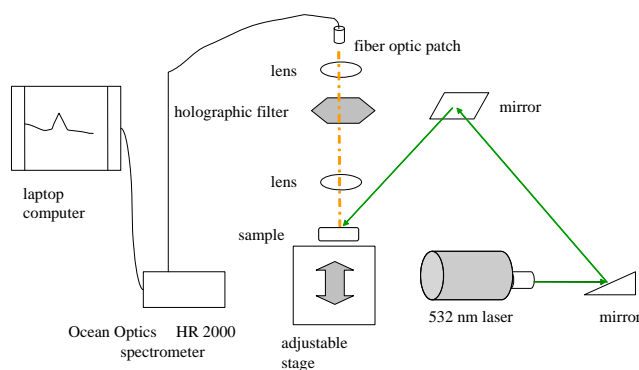 fiber optic patch
lens
holographic filter
mirror
lens
laptop
computer
sample
532 nm laser
mirror
Ocean Optics HR 2000
spectrometer
adjustable
stage